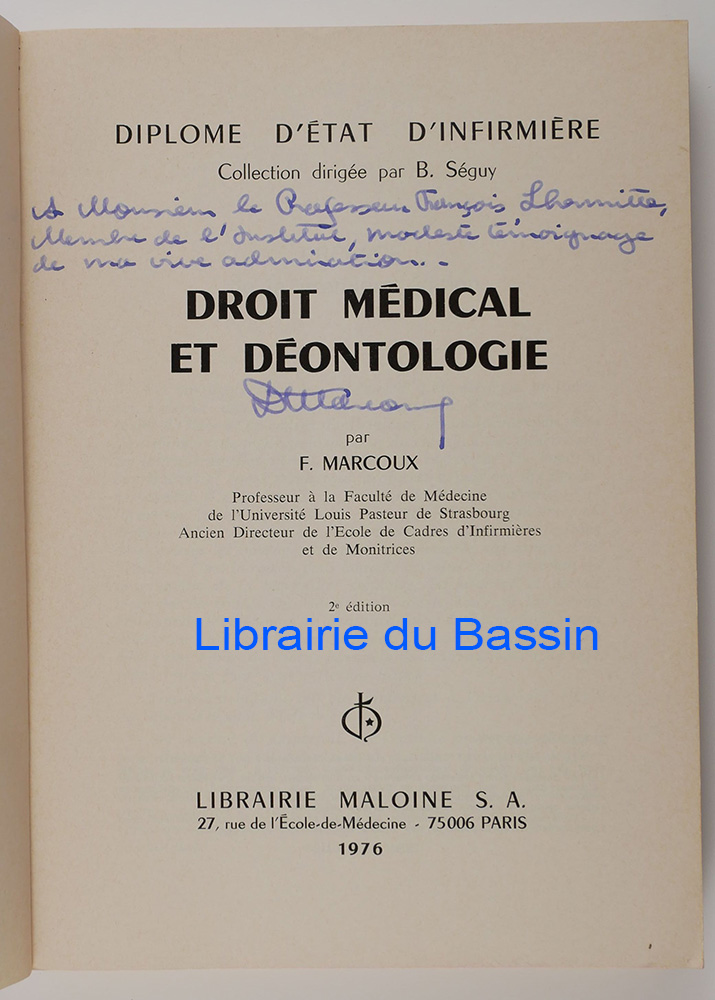 DIPLOME D'ÉTAT D'INFIRMIÈRE
Collection dirigée par B. Séguy
A Monsieur le Professeur François Lhermitte,
Membre de l'Institut, modeste témoignage
de ma vive admiration..
DROIT MÉDICAL
ET DÉONTOLOGIE
par
F. MARCOUX
Professeur à la Faculté de Médecine
de l'Université Louis Pasteur de Strasbourg
Ancien Directeur de l'Ecole de Cadres d'Infirmières
et de Monitrices
2e édition
Librairie du Bassin
LIBRAIRIE MALOINE S. A.
27, rue de l'École-de-Médecine - 75006 PARIS
1976